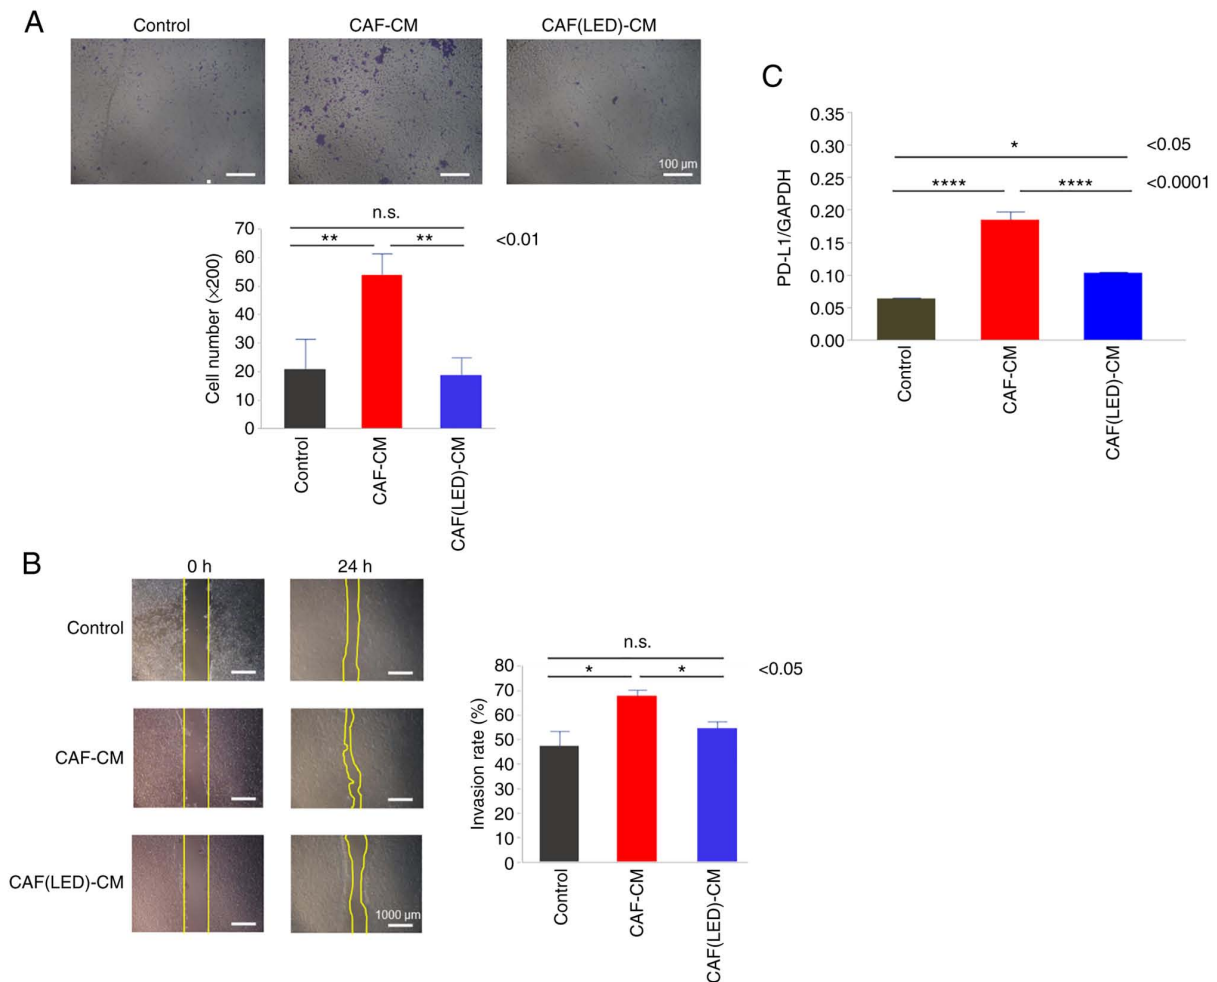 A
Control
CAF-CM
CAF(LED)-CM
100 µm
n.s.
** ** <0.01
Cell number (×200)
70
60
50
40
30
20
10
0
Control
CAF-CM
CAF(LED)-CM
C
PD-L1/GAPDH
0.35
0.30
0.25
0.20
0.15
0.10
0.05
0.00
* <0.05
**** **** <0.0001
Control
CAF-CM
CAF(LED)-CM
B
0 h
24 h
Control
CAF-CM
CAF(LED)-CM
1000 µm
n.s.
* * <0.05
Invasion rate (%)
80
70
60
50
40
30
20
10
0
Control
CAF-CM
CAF(LED)-CM